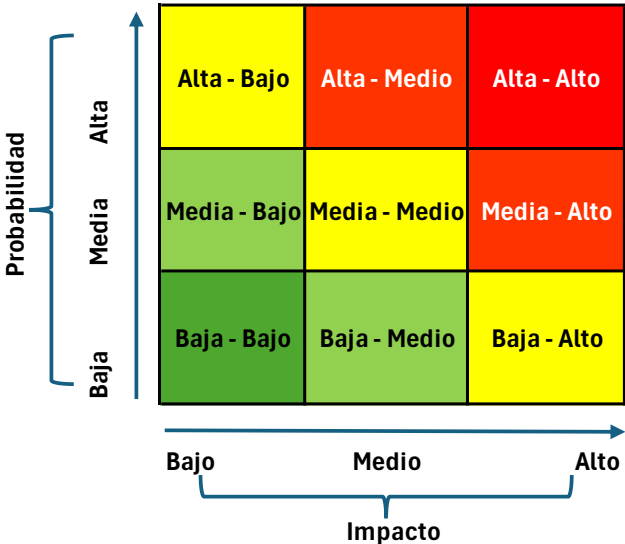 Probabilidad
Alta
Media
Baja
Alta - Bajo
Alta - Medio
Alta - Alto
Media - Bajo
Media - Medio
Media - Alto
Baja - Bajo
Baja - Medio
Baja - Alto
Bajo
Medio
Alto
Impacto